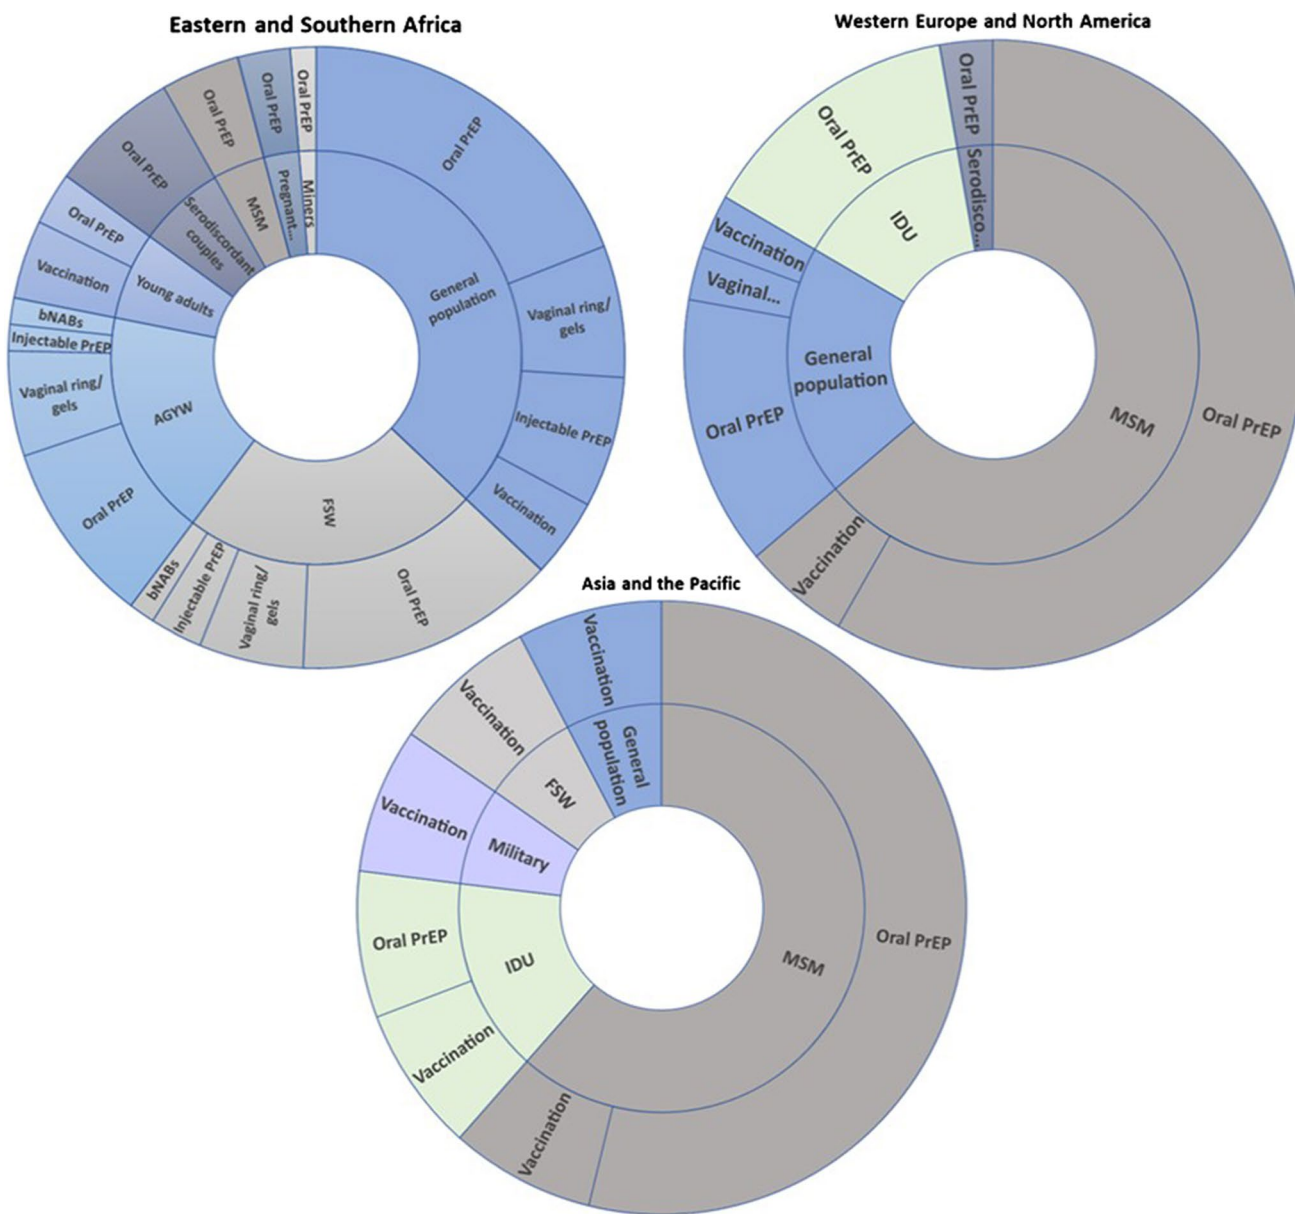 Eastern and Southern Africa
Oral PrEP
Vaginal ring/
gels
Injectable PrEP
Vaccination
General
population
Oral PrEP
Vaginal ring/
gels
Injectable PrEP
bNABs
FSW
Oral PrEP
Vaginal ring/
gels
Injectable PrEP
bNABs
AGYW
Vaccination
Oral PrEP
Young adults
Oral PrEP
Serodiscordant
couples
Oral PrEP
MSM
Oral PrEP
Pregnant...
Oral PrEP
Miners
Western Europe and North America
Oral PrEP
Vaccination
MSM
Oral PrEP
Vaginal...
Vaccination
General
population
Oral PrEP
IDU
Oral PrEP
Serodisco...
Asia and the Pacific
Oral PrEP
Vaccination
MSM
Vaccination
Oral PrEP
IDU
Vaccination
Military
Vaccination
FSW
Vaccination
General
population